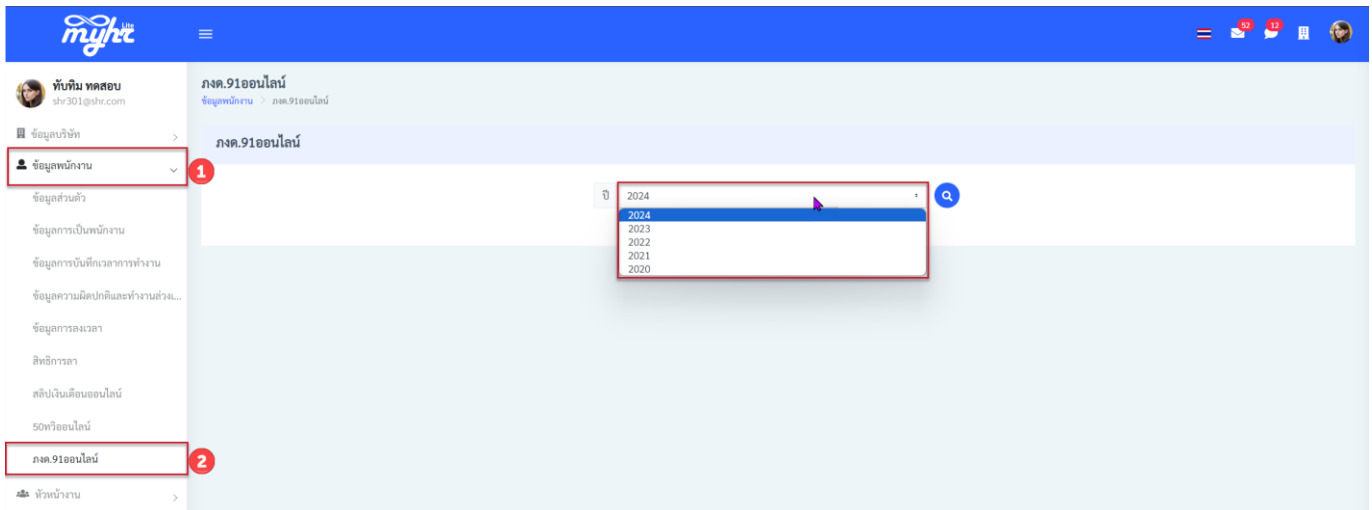 myhr Lite
52
12
ทับทิม ทดสอบ
shr301@shr.com
ข้อมูลบริษัท
ข้อมูลพนักงาน
1
ข้อมูลส่วนตัว
ข้อมูลการเป็นพนักงาน
ข้อมูลการบันทึกเวลาการทำงาน
ข้อมูลความผิดปกติและทำงานล่วงเ...
ข้อมูลการลงเวลา
สิทธิการลา
สลิปเงินเดือนออนไลน์
50ทวิออนไลน์
ภงด.91ออนไลน์
2
หัวหน้างาน
ภงด.91ออนไลน์
ข้อมูลพนักงาน > ภงด.91ออนไลน์
ภงด.91ออนไลน์
ปี 2024
2024
2023
2022
2021
2020